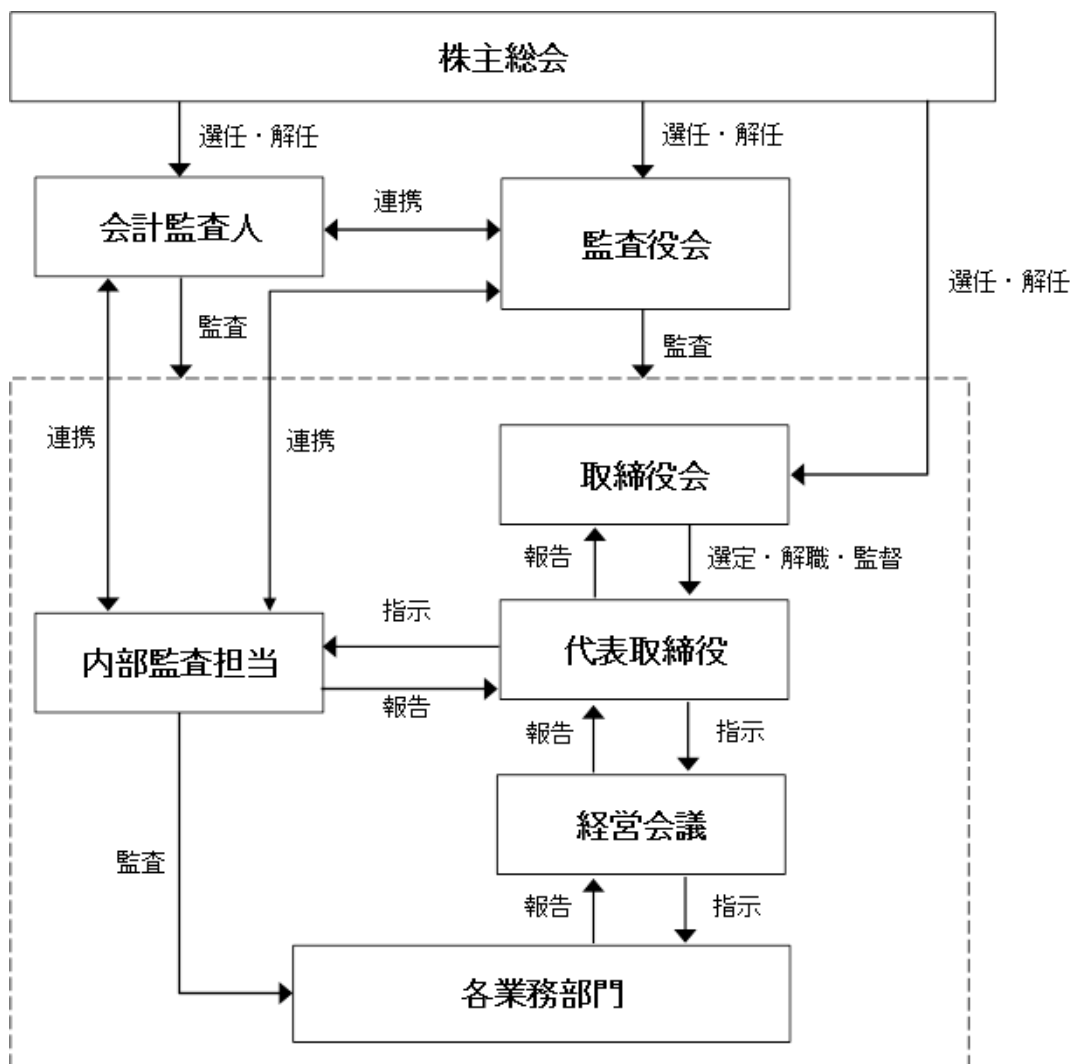 株主総会
選任・解任
選任・解任
会計監査人
連携
監査役会
選任・解任
監査
監査
連携
連携
取締役会
報告
選定・解職・監督
指示
代表取締役
内部監査担当
報告
報告
指示
経営会議
監査
報告
指示
各業務部門